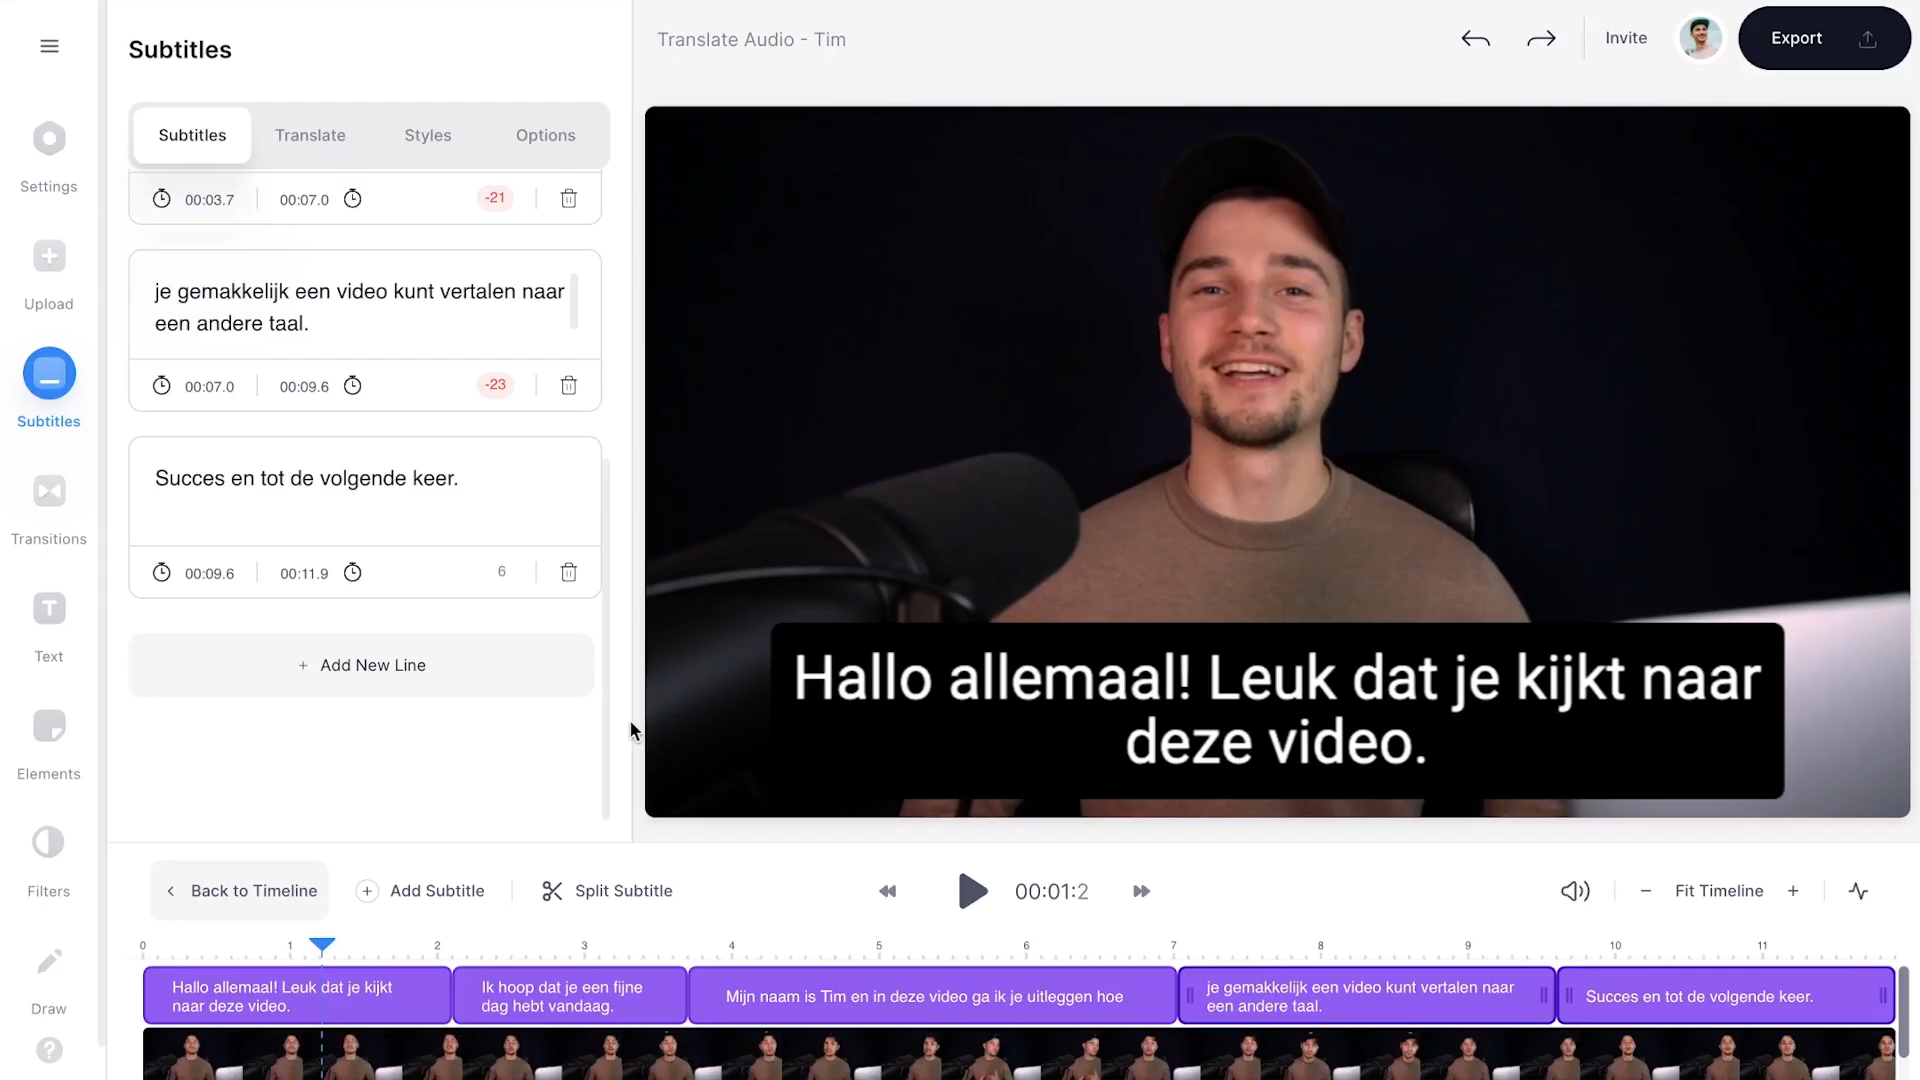 Subtitles
Translate Audio - Tim
Invite
Export
Settings
Upload
Subtitles
Transitions
Text
Elements
Filters
Draw
?
Subtitles
Translate
Styles
Options
00:03.7
00:07.0
-21
je gemakkelijk een video kunt vertalen naar
een andere taal.
00:07.0
00:09.6
-23
Succes en tot de volgende keer.
00:09.6
00:11.9
6
+ Add New Line
Hallo allemaal! Leuk dat je kijkt naar
deze video.
Back to Timeline
Add Subtitle
Split Subtitle
00:01:2
Fit Timeline
0 1 2 3 4 5 6 7 8 9 10 11
Hallo allemaal! Leuk dat je kijkt
naar deze video.
Ik hoop dat je een fijne
dag hebt vandaag.
Mijn naam is Tim en in deze video ga ik je uitleggen hoe
je gemakkelijk een video kunt vertalen naar
een andere taal.
Succes en tot de volgende keer.